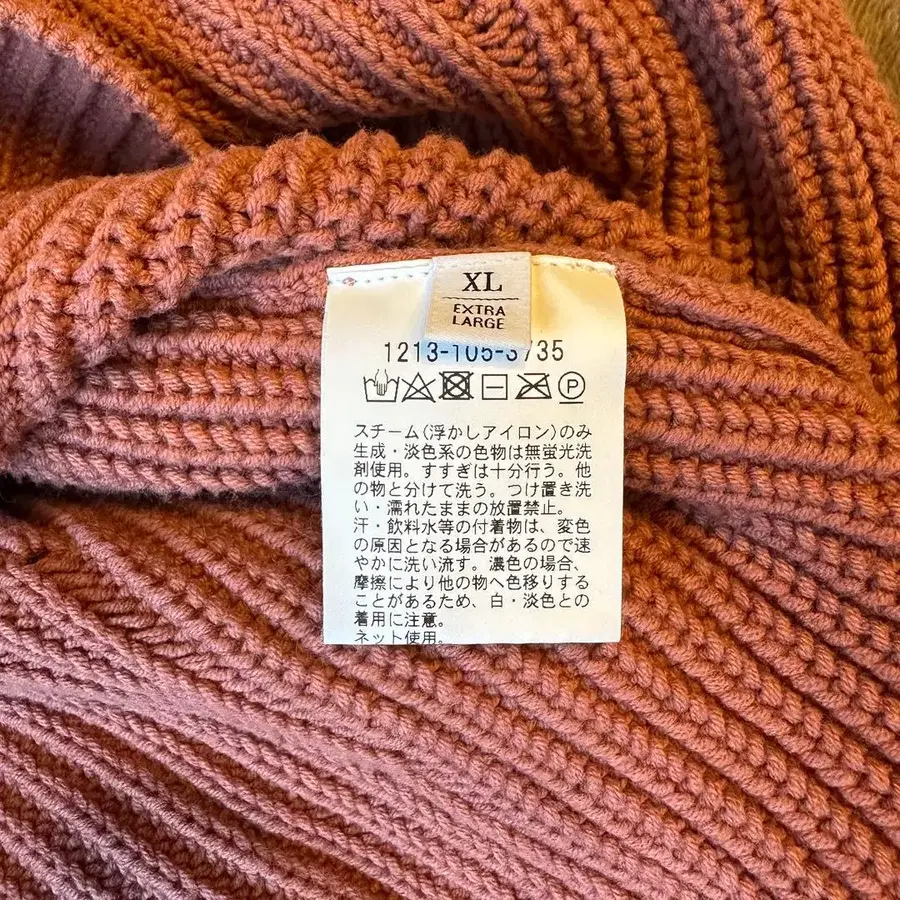 XL
EXTRA
LARGE
1213-105-3735
スチーム(浮かしアイロン)のみ
生成・淡色系の色物は無蛍光洗
剤使用。すすぎは十分行う。他
の物と分けて洗う。つけ置き洗
い・濡れたままの放置禁止。
汗・飲料水等の付着物は、変色
の原因となる場合があるので速
やかに洗い流す。濃色の場合、
摩擦により他の物へ色移りする
ことがあるため、白・淡色との
着用に注意。
ネット使用。